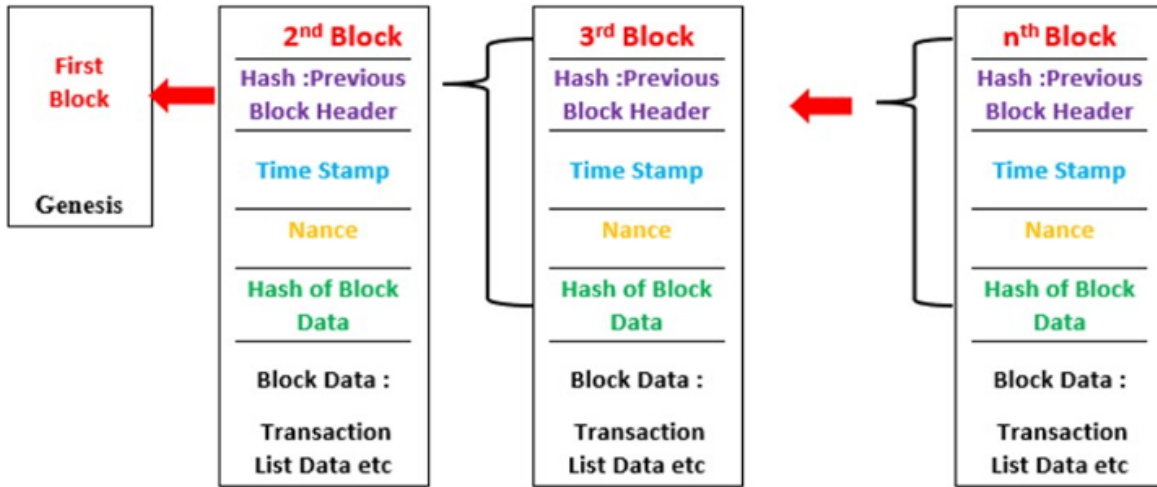 First
Block
Genesis
2nd Block
Hash :Previous
Block Header
Time Stamp
Nance
Hash of Block
Data
Block Data :
Transaction
List Data etc
3rd Block
Hash :Previous
Block Header
Time Stamp
Nance
Hash of Block
Data
Block Data :
Transaction
List Data etc
nth Block
Hash :Previous
Block Header
Time Stamp
Nance
Hash of Block
Data
Block Data :
Transaction
List Data etc